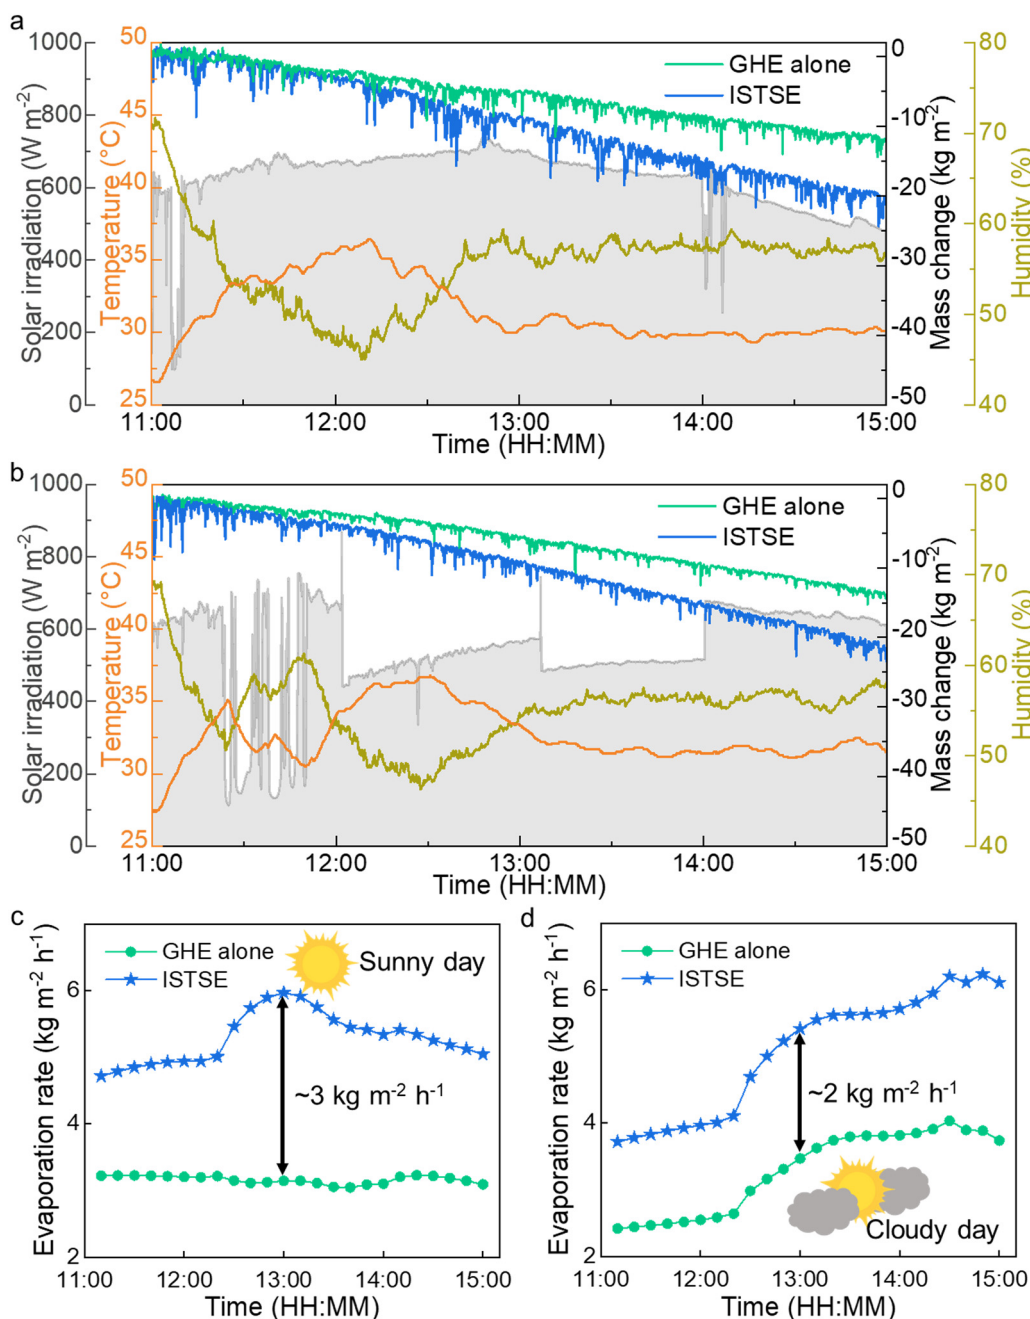 a
1000
800
600
400
200
0
Solar irradiation (W m-2)
50
45
40
35
30
25
Temperature (°C)
GHE alone
ISTSE
0
-10
-20
-30
-40
-50
Mass change (kg m-2)
80
70
60
50
40
Humidity (%)
11:00 12:00 13:00 14:00 15:00
Time (HH:MM)
b
1000
800
600
400
200
0
Solar irradiation (W m-2)
50
45
40
35
30
25
Temperature (°C)
GHE alone
ISTSE
0
-10
-20
-30
-40
-50
Mass change (kg m-2)
80
70
60
50
40
Humidity (%)
11:00 12:00 13:00 14:00 15:00
Time (HH:MM)
c
Evaporation rate (kg m-2 h-1)
6
4
2
GHE alone
ISTSE
Sunny day
~3 kg m-2 h-1
11:00 12:00 13:00 14:00 15:00
Time (HH:MM)
d
Evaporation rate (kg m-2 h-1)
6
4
2
GHE alone
ISTSE
~2 kg m-2 h-1
Cloudy day
11:00 12:00 13:00 14:00 15:00
Time (HH:MM)